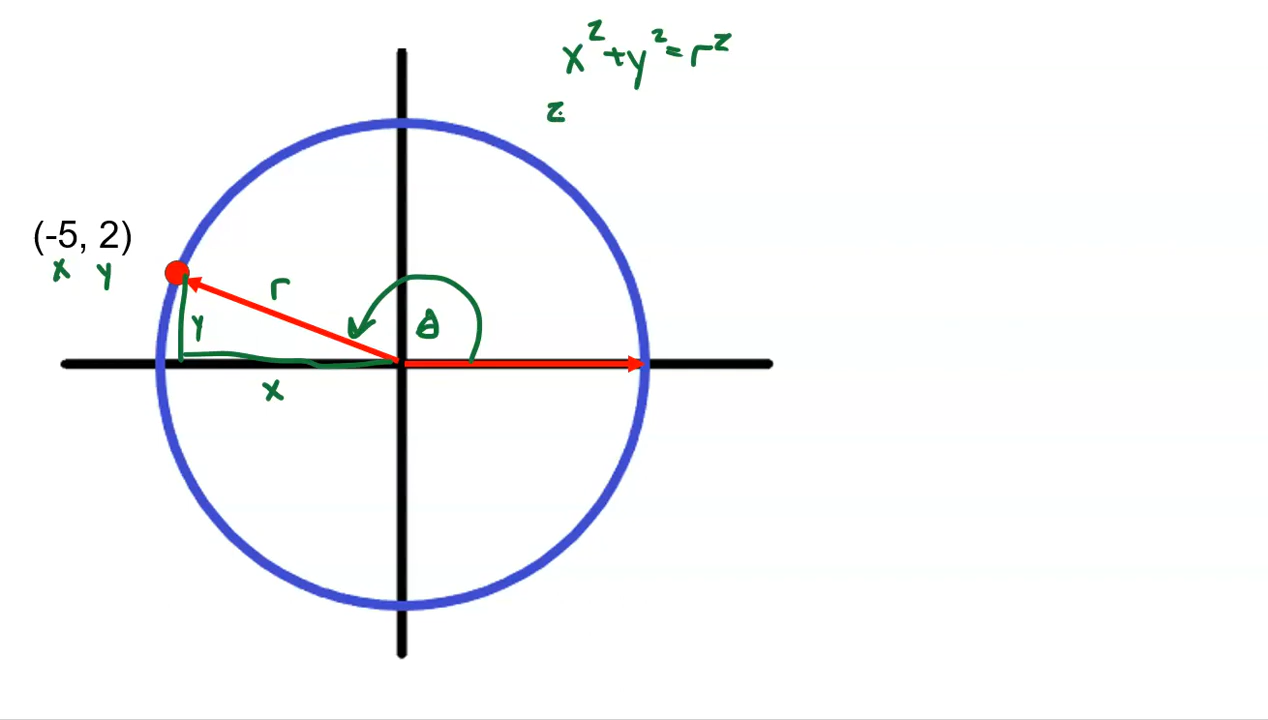 x²+y²=r²
z
(-5, 2)
x y
r
y
θ
x